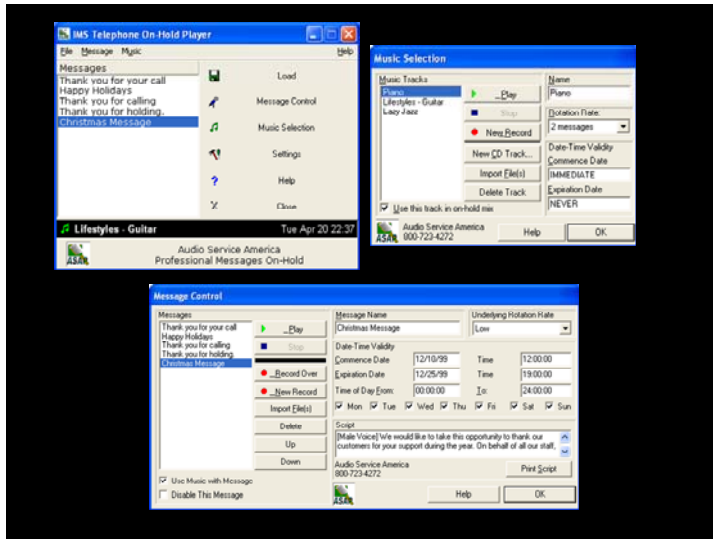 IMS Telephone On-Hold Player
File Message Music Help
Messages
Thank you for your call
Happy Holidays
Thank you for calling
Thank you for holding.
Christmas Message
Load
Message Control
Music Selection
Settings
Help
Close
Lifestyles - Guitar Tue Apr 20 22:37
ASA
Audio Service America
Professional Messages On-Hold
Music Selection
Music Tracks
Piano
Lifestyles - Guitar
Lazy Jazz
_Play
Stop
New Record
New CD Track...
Import File(s)
Delete Track
Use this track in on-hold mix
Name
Piano
Rotation Rate:
2 messages
Date-Time Validity
Commence Date
IMMEDIATE
Expiration Date
NEVER
ASA
Audio Service America
800-723-4272
Help
OK
Message Control
Messages
Thank you for your call
Happy Holidays
Thank you for calling
Thank you for holding.
Christmas Message
_Play
Stop
_Record Over
_New Record
Import File(s)
Delete
Up
Down
Use Music with Message
Disable This Message
Message Name
Christmas Message
Underlying Rotation Rate
Low
Date-Time Validity
Commence Date 12/10/99 Time 12:00:00
Expiration Date 12/25/99 Time 19:00:00
Time of Day From: 00:00:00 To: 24:00:00
Mon Tue Wed Thu Fri Sat Sun
Script
[Male Voice] We would like to take this opportunity to thank our
customers for your support during the year. On behalf of all our staff,
Audio Service America
800-723-4272
Print Script
ASA
Help
OK